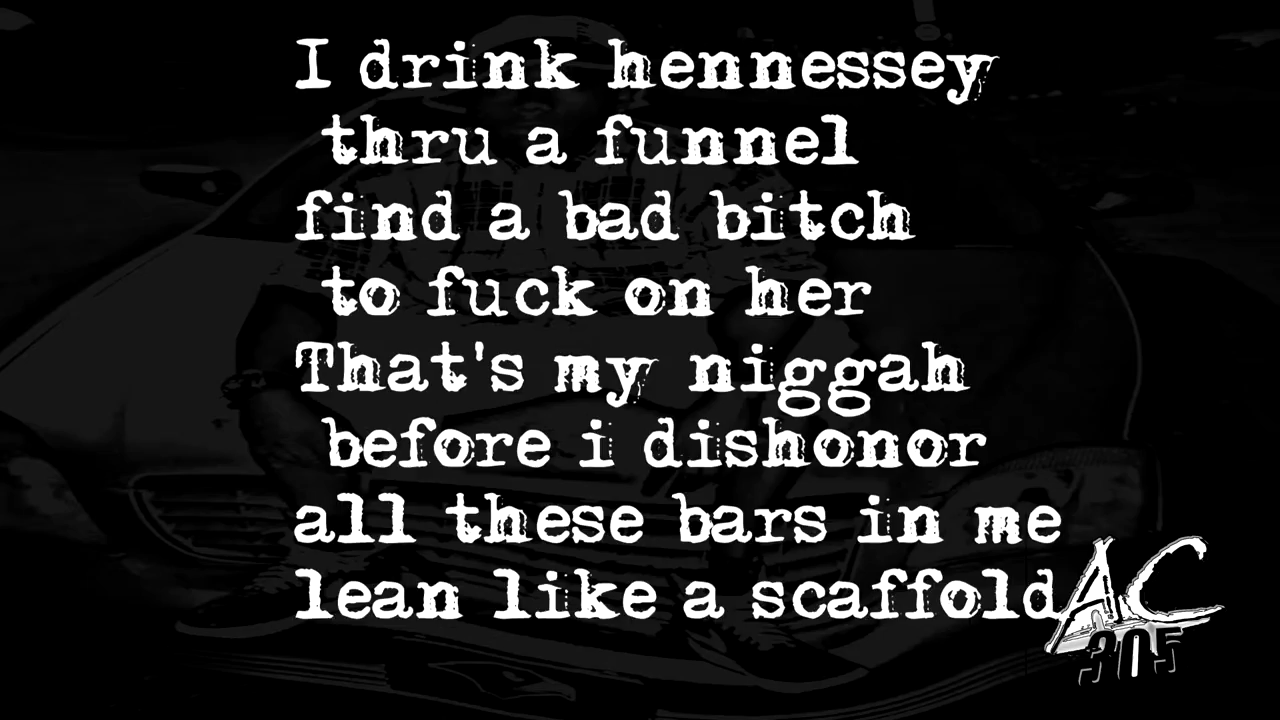 I drink hennessey
thru a funnel
find a bad bitch
to fuck on her
That's my niggah
before i dishonor
all these bars in me
lean like a scaffold
AC
305